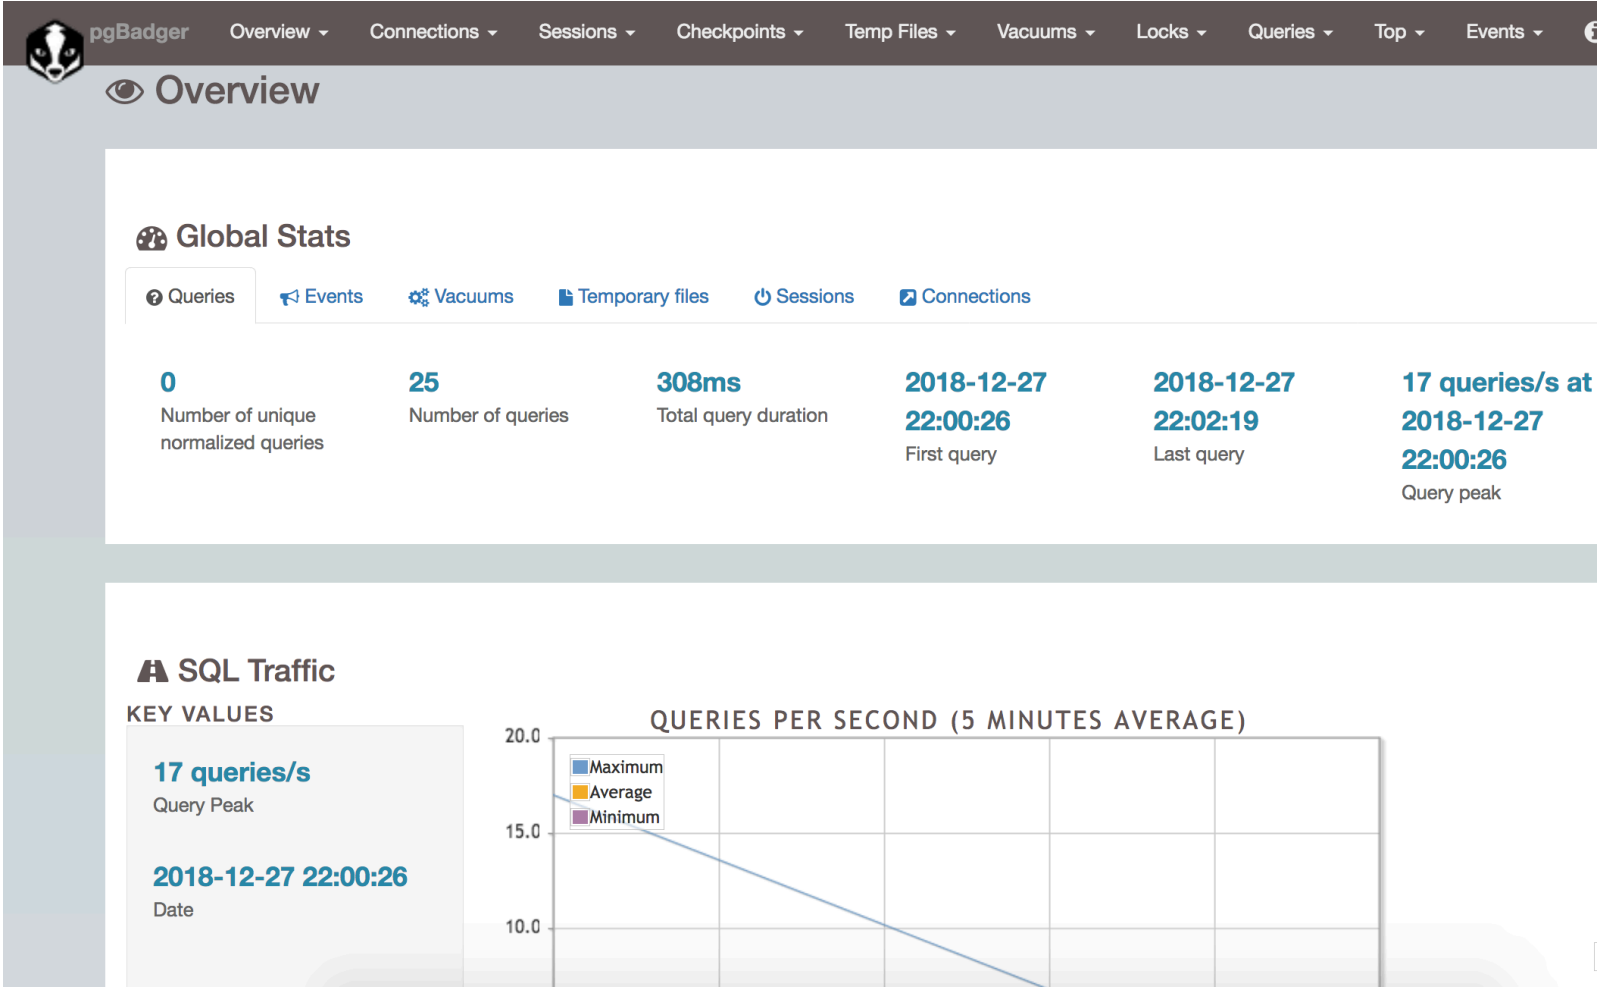 pgBadger Overview Connections Sessions Checkpoints Temp Files Vacuums Locks Queries Top Events
Overview
Global Stats
Queries Events Vacuums Temporary files Sessions Connections
0
Number of unique
normalized queries
25
Number of queries
308ms
Total query duration
2018-12-27
22:00:26
First query
2018-12-27
22:02:19
Last query
17 queries/s at
2018-12-27
22:00:26
Query peak
SQL Traffic
KEY VALUES
17 queries/s
Query Peak
2018-12-27 22:00:26
Date
QUERIES PER SECOND (5 MINUTES AVERAGE)
20.0
Maximum
Average
Minimum
15.0
10.0